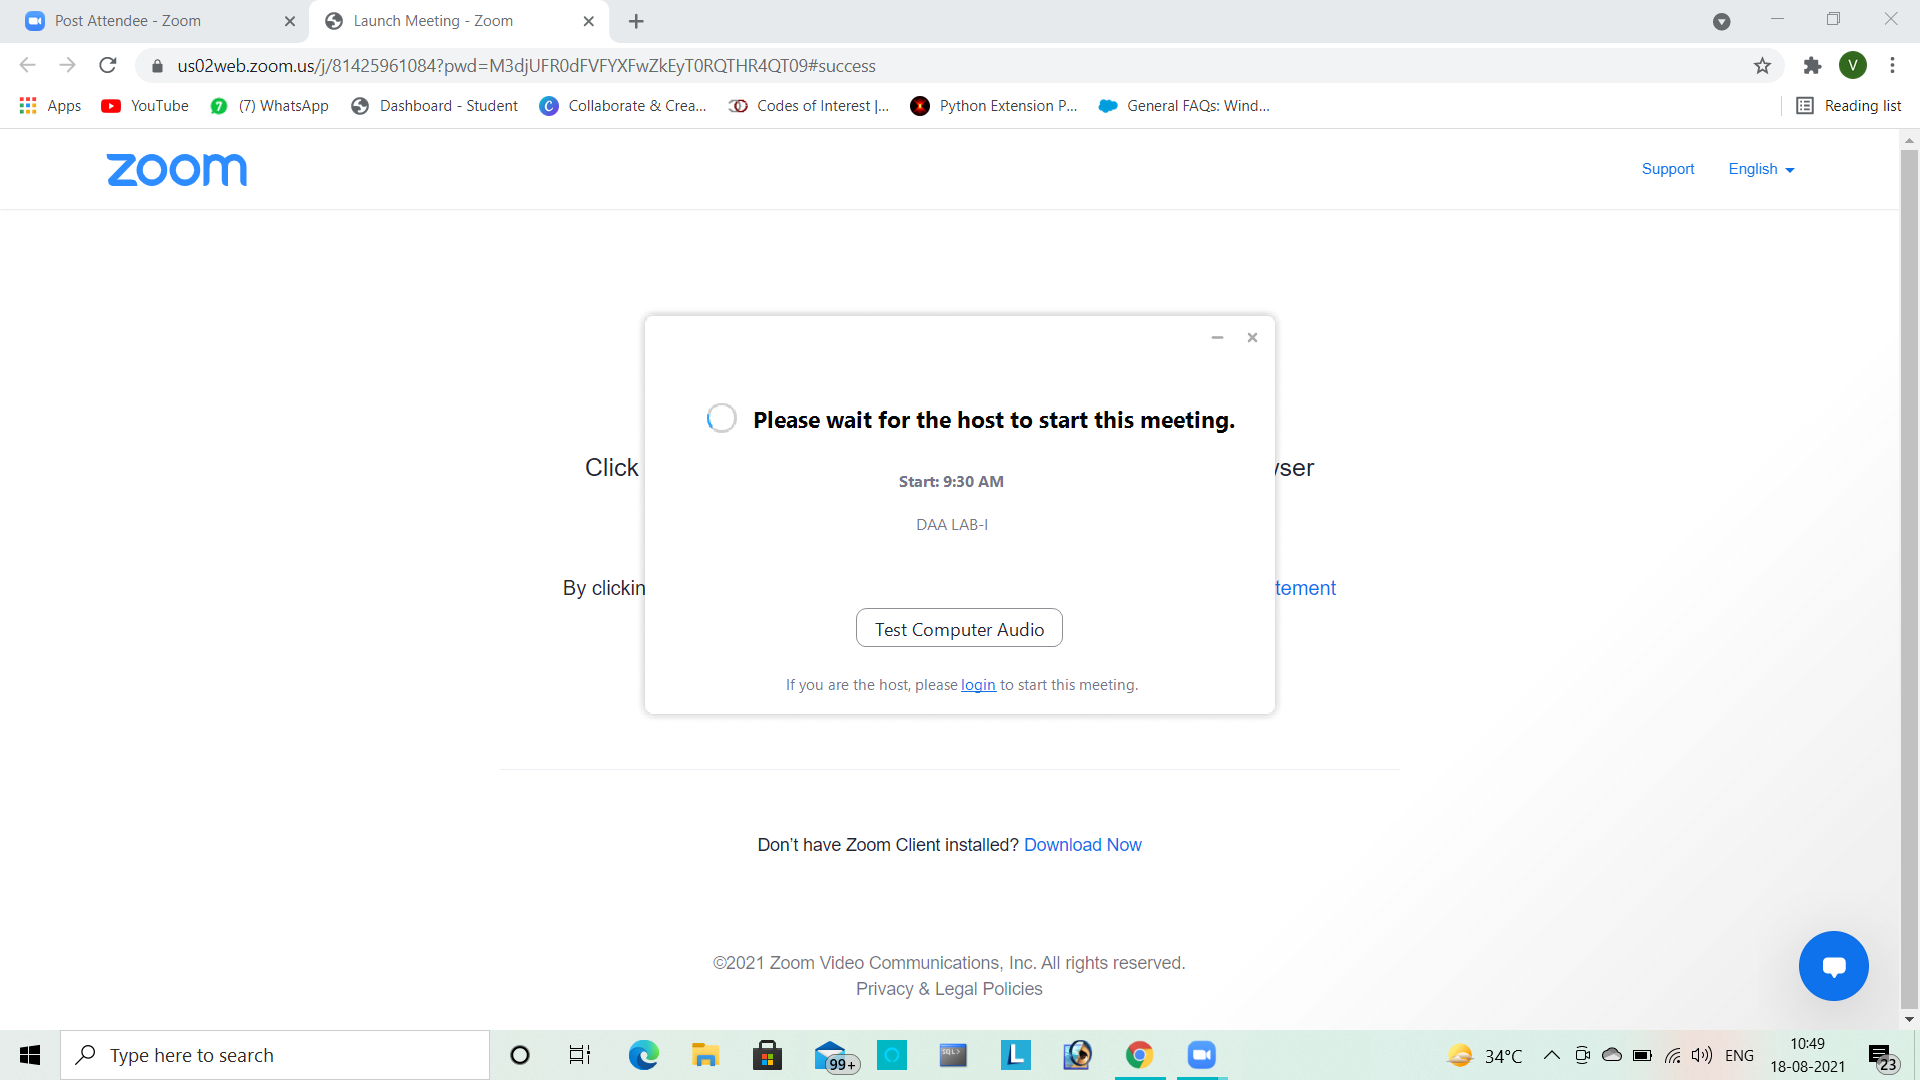 Post Attendee - Zoom
Launch Meeting - Zoom
us02web.zoom.us/j/81425961084?pwd=M3djUFR0dFVFYXFwZkEyT0RQTHR4QT09#success
V
Apps
YouTube
7
(7) WhatsApp
Dashboard - Student
C
Collaborate & Crea...
Codes of Interest |...
Python Extension P...
General FAQs: Wind...
Reading list
zoom
Support
English
Please wait for the host to start this meeting.
Click
wser
Start: 9:30 AM
DAA LAB-I
By clickin
tement
Test Computer Audio
If you are the host, please login to start this meeting.
Don't have Zoom Client installed? Download Now
©2021 Zoom Video Communications, Inc. All rights reserved.
Privacy & Legal Policies
Type here to search
99+
SQL>
L
34°C
ENG
10:49
18-08-2021
23